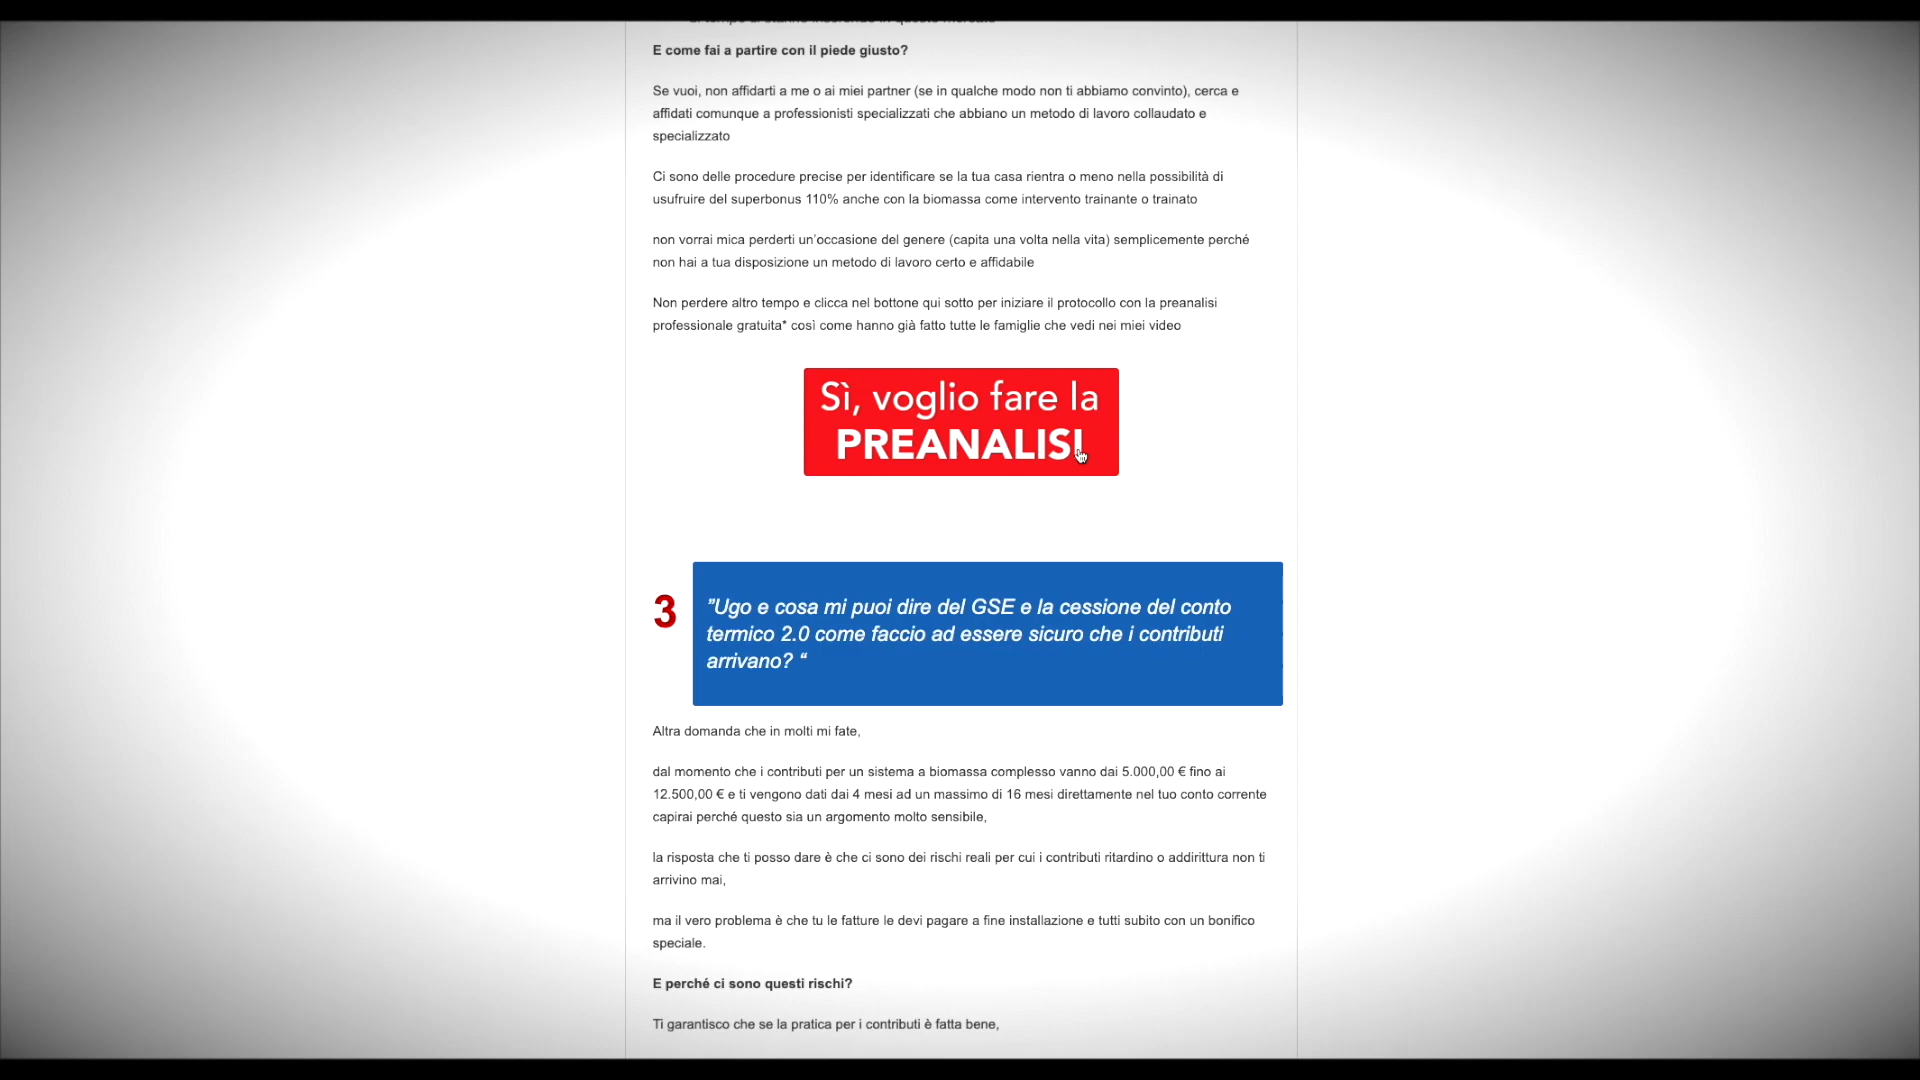 E come fai a partire con il piede giusto?
Se vuoi, non affidarti a me o ai miei partner (se in qualche modo non ti abbiamo convinto), cerca e
affidati comunque a professionisti specializzati che abbiano un metodo di lavoro collaudato e
specializzato
Ci sono delle procedure precise per identificare se la tua casa rientra o meno nella possibilità di
usufruire del superbonus 110% anche con la biomassa come intervento trainante o trainato
non vorrai mica perderti un'occasione del genere (capita una volta nella vita) semplicemente perché
non hai a tua disposizione un metodo di lavoro certo e affidabile
Non perdere altro tempo e clicca nel bottone qui sotto per iniziare il protocollo con la preanalisi
professionale gratuita* così come hanno già fatto tutte le famiglie che vedi nei miei video
Sì, voglio fare la
PREANALISI
3
"Ugo e cosa mi puoi dire del GSE e la cessione del conto
termico 2.0 come faccio ad essere sicuro che i contributi
arrivano? “
Altra domanda che in molti mi fate,
dal momento che i contributi per un sistema a biomassa complesso vanno dai 5.000,00 € fino ai
12.500,00 € e ti vengono dati dai 4 mesi ad un massimo di 16 mesi direttamente nel tuo conto corrente
capirai perché questo sia un argomento molto sensibile,
la risposta che ti posso dare è che ci sono dei rischi reali per cui i contributi ritardino o addirittura non ti
arrivino mai,
ma il vero problema è che tu le fatture le devi pagare a fine installazione e tutti subito con un bonifico
speciale.
E perché ci sono questi rischi?
Ti garantisco che se la pratica per i contributi è fatta bene,